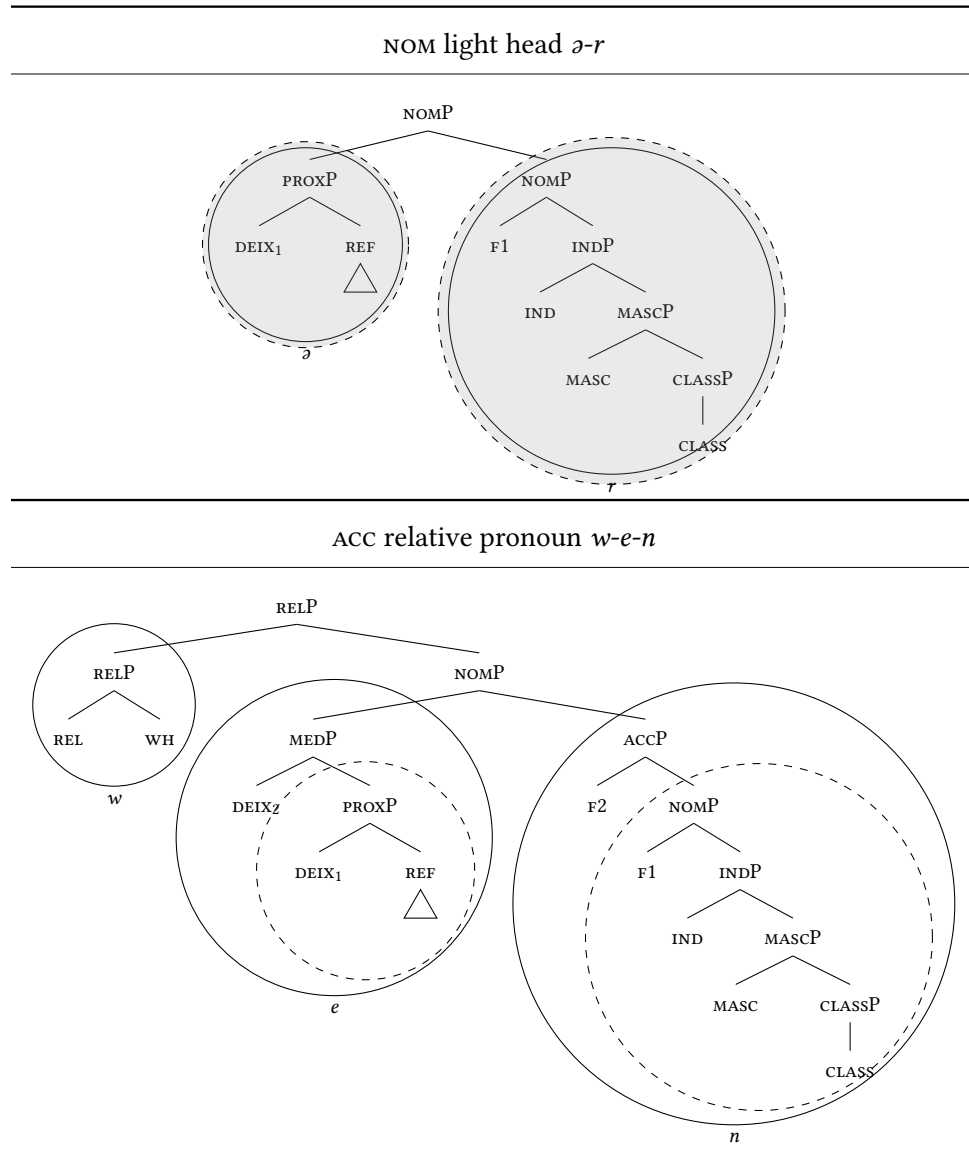 NOM light head ə-r
NOMP
PROXP NOMP
DEIX₁ REF F1 INDP
IND MASCP
ə
MASC CLASSP
CLASS
r
ACC relative pronoun w-e-n
RELP
RELP NOMP
REL WH MEDP ACCP
w
DEIX₂ PROXP F2 NOMP
DEIX₁ REF F1 INDP
IND MASCP
e
MASC CLASSP
CLASS
n